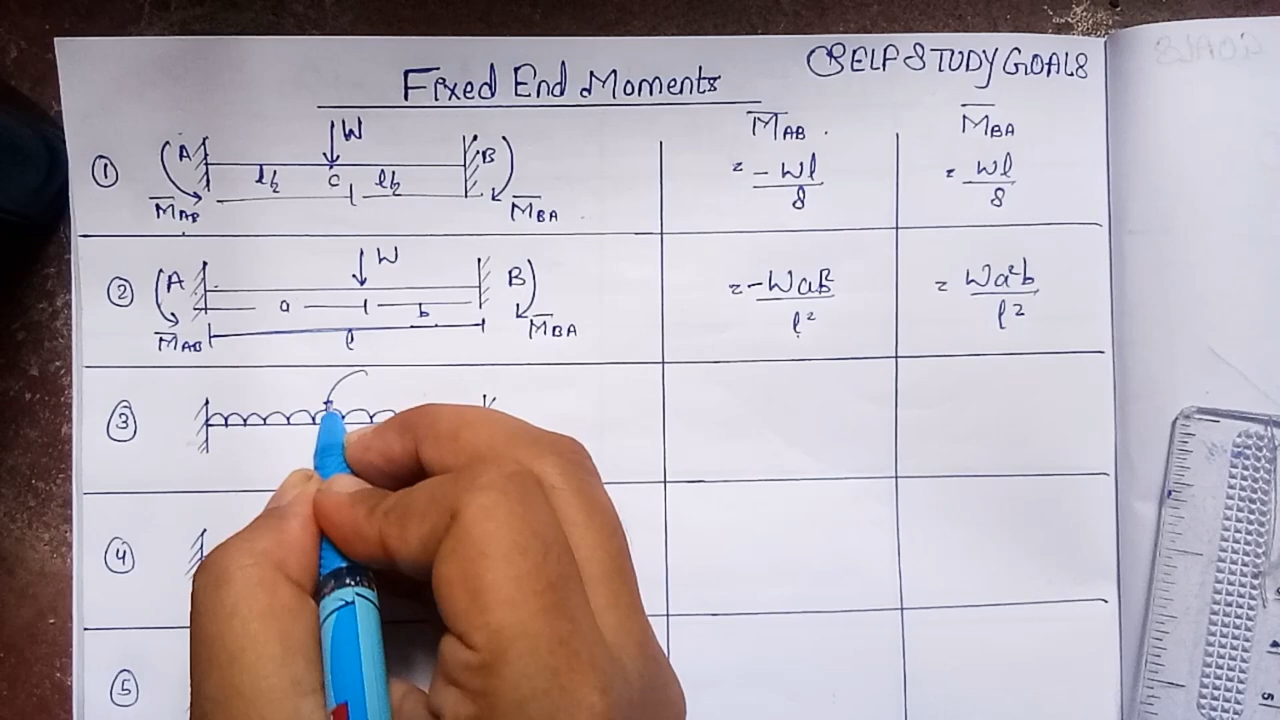 SELF STUDY GOALS
Fixed End Moments
M̅AB. M̅BA
① A W B = -Wl/8 = Wl/8
l/2 C l/2
M̅AB M̅BA
② A W B = -Wab²/l² = Wa²b/l²
a b
M̅AB l M̅BA
③
④
⑤
5